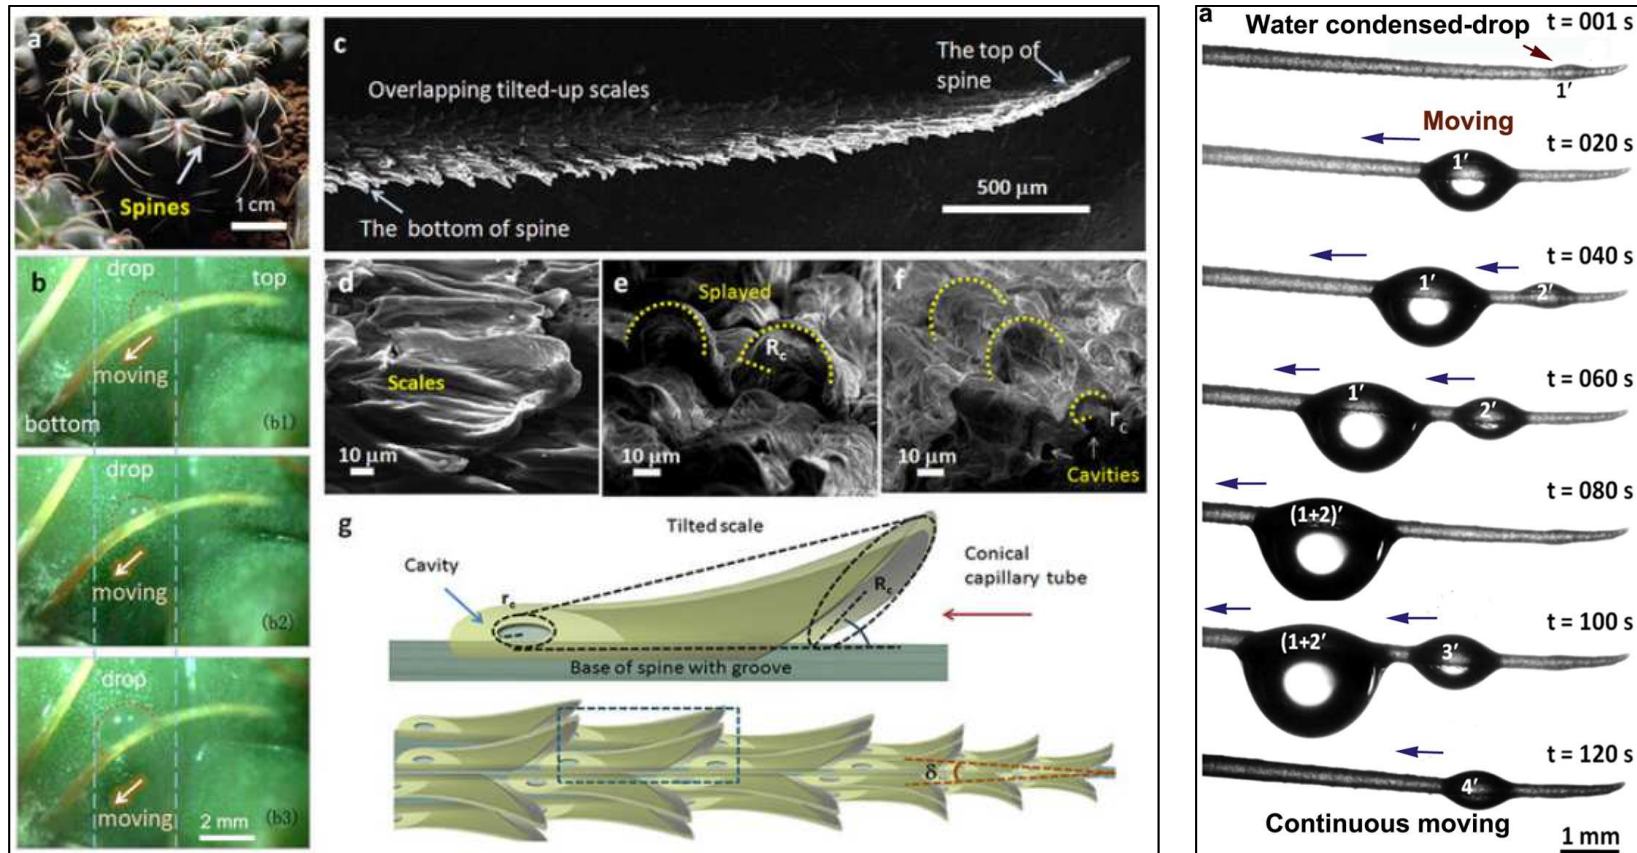 a
Spines
1 cm
b
drop
top
moving
bottom
(b1)
drop
moving
(b2)
drop
moving
2 mm
(b3)
c
Overlapping tilted-up scales
The top of
spine
500 μm
The bottom of spine
d
Scales
10 μm
e
Splayed
Rc
10 μm
f
rc
10 μm
Cavities
g
Tilted scale
Cavity
rc
Rc
Conical
capillary tube
Base of spine with groove
δ
a
Water condensed-drop
t = 001 s
1′
Moving
t = 020 s
1′
t = 040 s
1′
2′
t = 060 s
1′
2′
t = 080 s
(1+2)′
t = 100 s
(1+2′
3′
t = 120 s
4′
Continuous moving
1 mm